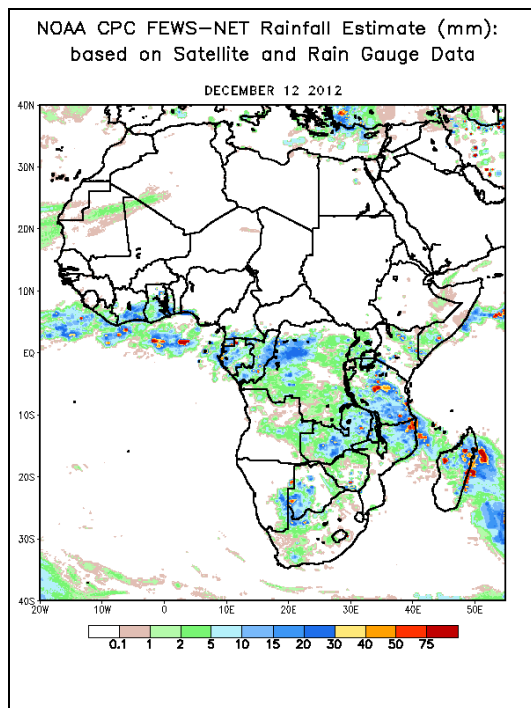 NOAA CPC FEWS-NET Rainfall Estimate (mm):
based on Satellite and Rain Gauge Data
DECEMBER 12 2012
40N
30N
20N
10N
EQ
10S
20S
30S
40S
20W 10W 0 10E 20E 30E 40E 50E
0.1 1 2 5 10 15 20 30 40 50 75